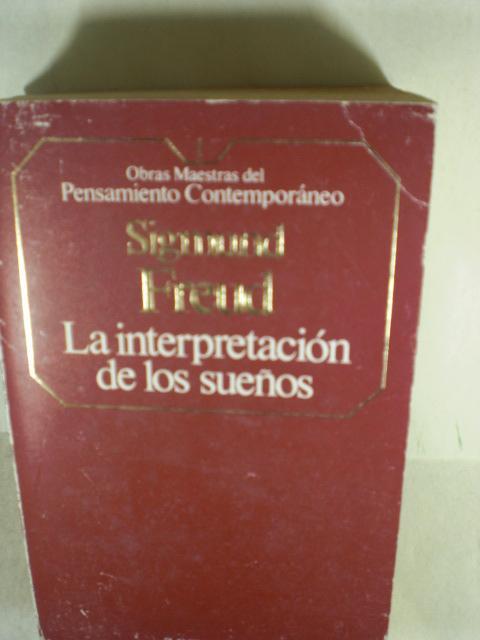 Obras Maestras del
Pensamiento Contemporáneo
Sigmund
Freud
La interpretación
de los sueños